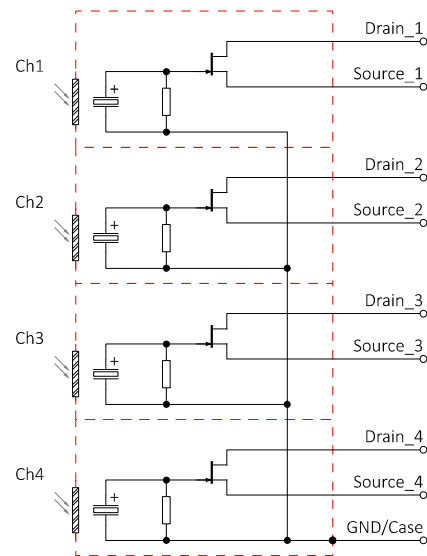 Drain_1
Ch1
Source_1
+
Drain_2
Ch2
Source_2
+
Drain_3
Ch3
Source_3
+
Drain_4
Ch4
Source_4
+
GND/Case